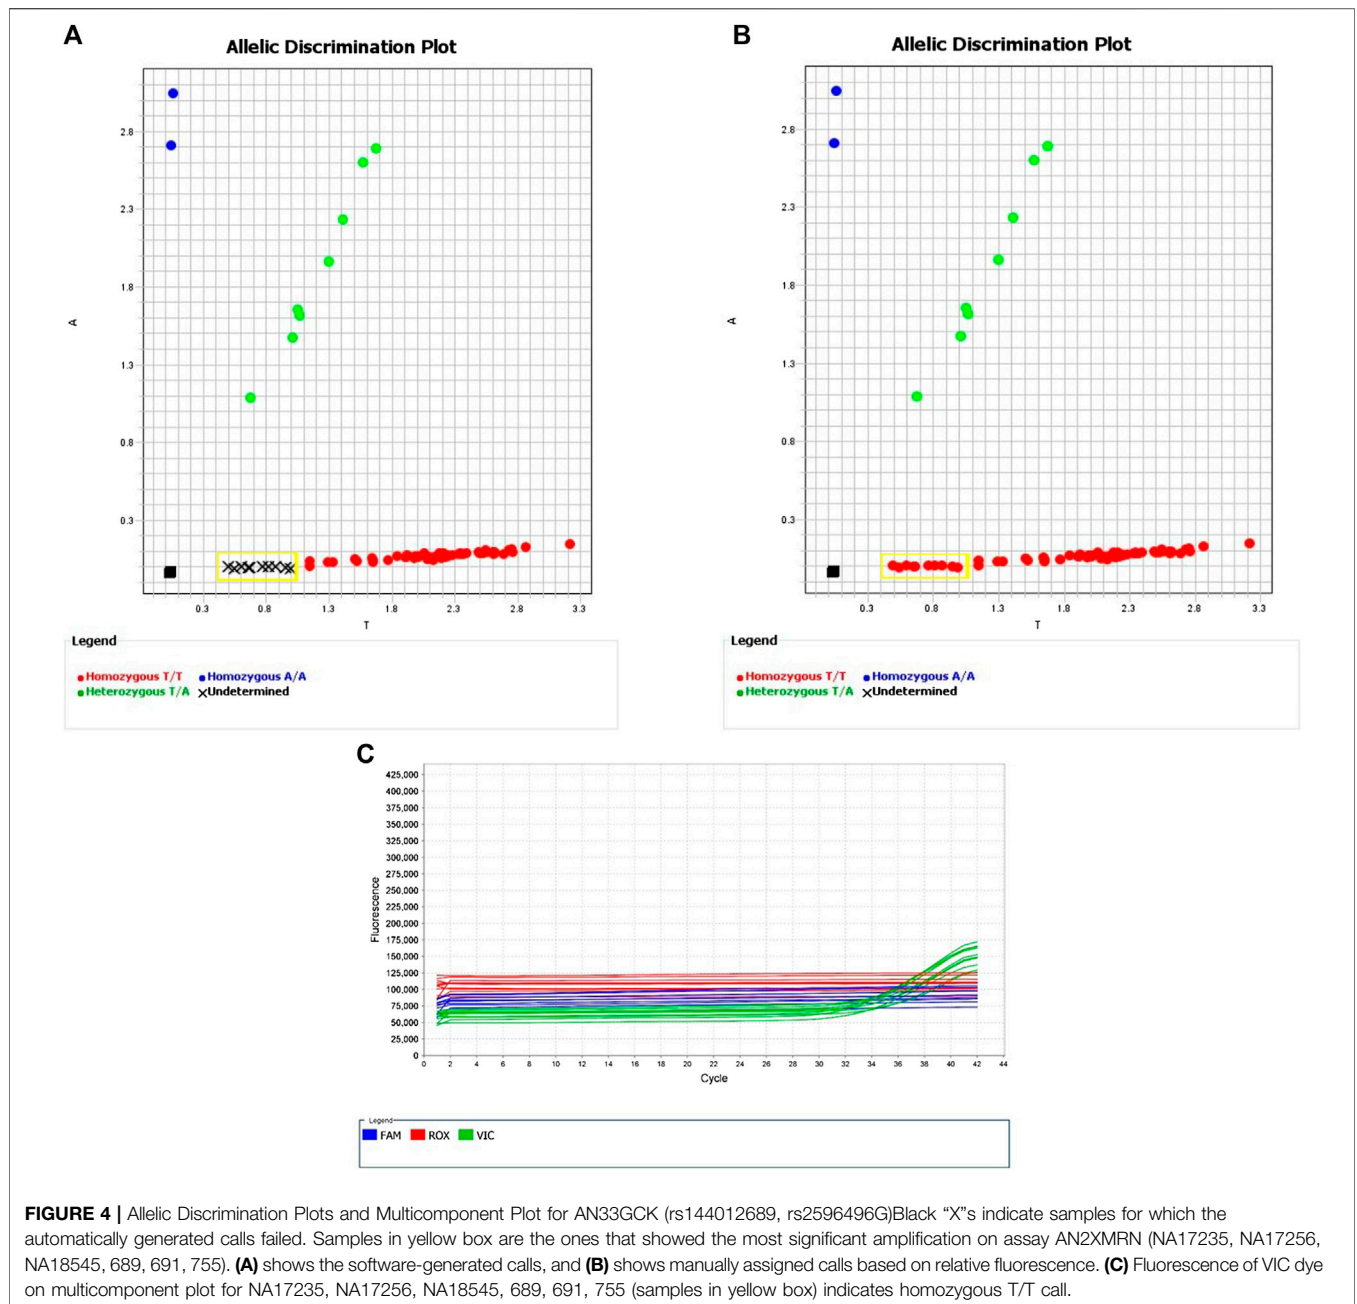 A
Allelic Discrimination Plot
2.8
2.3
1.8
A
1.3
0.8
0.3
0.3 0.8 1.3 1.8 2.3 2.8 3.3
T
Legend
Homozygous T/T Homozygous A/A
Heterozygous T/A Undetermined
B
Allelic Discrimination Plot
2.8
2.3
1.8
A
1.3
0.8
0.3
0.3 0.8 1.3 1.8 2.3 2.8 3.3
T
Legend
Homozygous T/T Homozygous A/A
Heterozygous T/A Undetermined
C
425,000
400,000
375,000
350,000
325,000
300,000
275,000
250,000
225,000
200,000
175,000
150,000
125,000
100,000
75,000
50,000
25,000
0
Fluorescence
0 2 4 6 8 10 12 14 16 18 20 22 24 26 28 30 32 34 36 38 40 42 44
Cycle
Legend
FAM ROX VIC
FIGURE 4 | Allelic Discrimination Plots and Multicomponent Plot for AN33GCK (rs144012689, rs2596496G)Black “X”s indicate samples for which the
automatically generated calls failed. Samples in yellow box are the ones that showed the most significant amplification on assay AN2XMRN (NA17235, NA17256,
NA18545, 689, 691, 755). (A) shows the software-generated calls, and (B) shows manually assigned calls based on relative fluorescence. (C) Fluorescence of VIC dye
on multicomponent plot for NA17235, NA17256, NA18545, 689, 691, 755 (samples in yellow box) indicates homozygous T/T call.